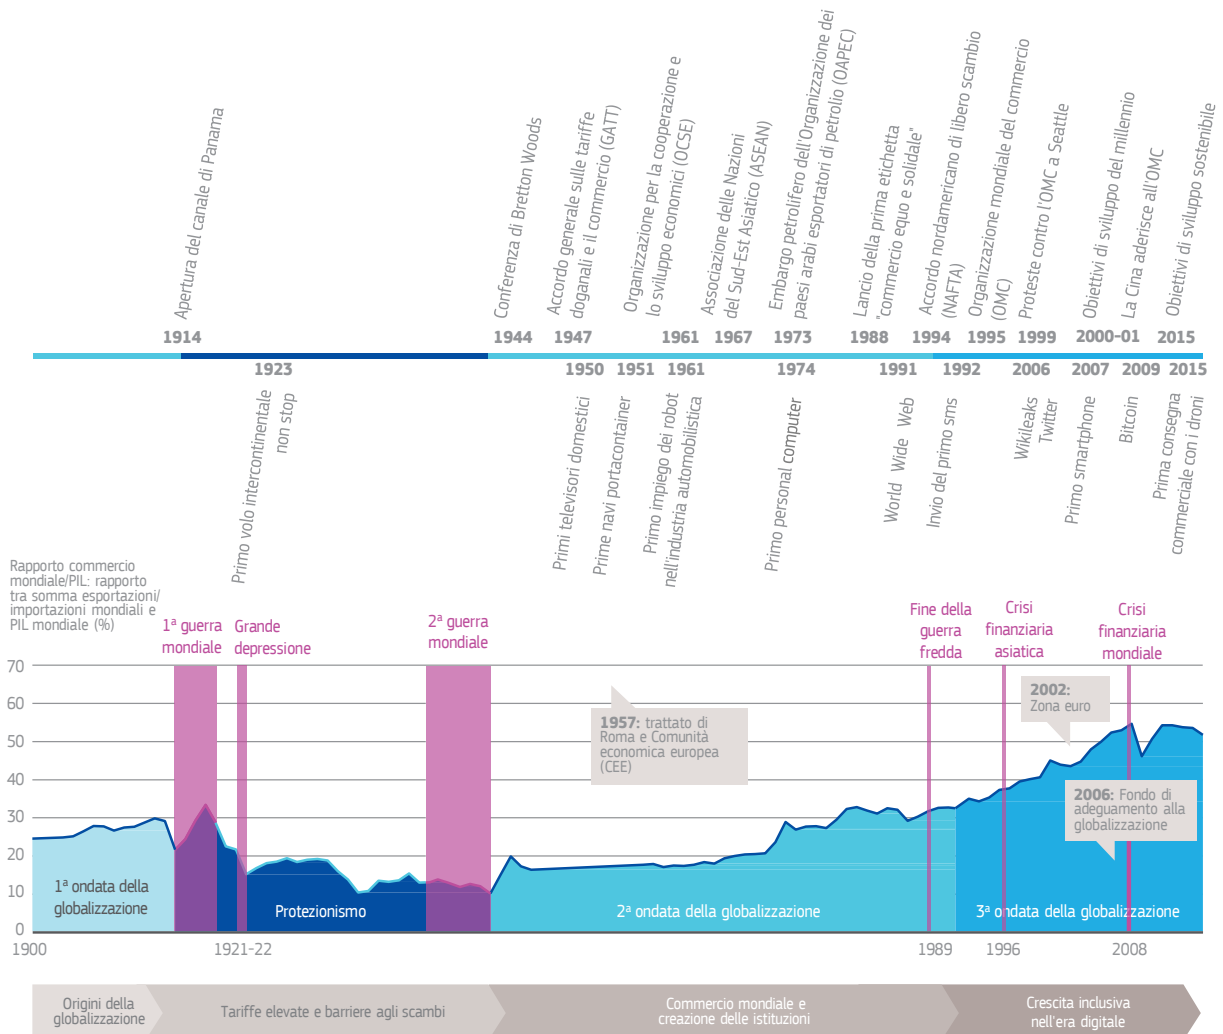 Apertura del canale di Panama
Conferenza di Bretton Woods
Accordo generale sulle tariffe
doganali e il commercio (GATT)
Organizzazione per la cooperazione e
lo sviluppo economici (OCSE)
Associazione delle Nazioni
del Sud-Est Asiatico (ASEAN)
Embargo petrolifero dell'Organizzazione dei
paesi arabi esportatori di petrolio (OAPEC)
Lancio della prima etichetta
"commercio equo e solidale"
Accordo nordamericano di libero scambio
(NAFTA)
Organizzazione mondiale del commercio
(OMC)
Proteste contro l'OMC a Seattle
Obiettivi di sviluppo del millennio
La Cina aderisce all'OMC
Obiettivi di sviluppo sostenibile
1914
1944
1947
1961
1967
1973
1988
1994
1995
1999
2000-01
2015
1923
1950
1951
1961
1974
1991
1992
2006
2007
2009
2015
Primo volo intercontinentale
non stop
Primi televisori domestici
Prime navi portacontainer
Primo impiego dei robot
nell'industria automobilistica
Primo personal computer
World Wide Web
Invio del primo sms
Wikileaks
Twitter
Primo smartphone
Bitcoin
Prima consegna
commerciale con i droni
Rapporto commercio
mondiale/PIL: rapporto
tra somma esportazioni/
importazioni mondiali e
PIL mondiale (%)
1ª guerra
mondiale
Grande
depressione
2ª guerra
mondiale
Fine della
guerra
fredda
Crisi
finanziaria
asiatica
Crisi
finanziaria
mondiale
70
60
50
40
30
20
10
0
1957: trattato di
Roma e Comunità
economica europea
(CEE)
2002:
Zona euro
2006: Fondo di
adeguamento alla
globalizzazione
1ª ondata della
globalizzazione
Protezionismo
2ª ondata della globalizzazione
3ª ondata della globalizzazione
1900
1921-22
1989
1996
2008
Origini della
globalizzazione
Tariffe elevate e barriere agli scambi
Commercio mondiale e
creazione delle istituzioni
Crescita inclusiva
nell'era digitale